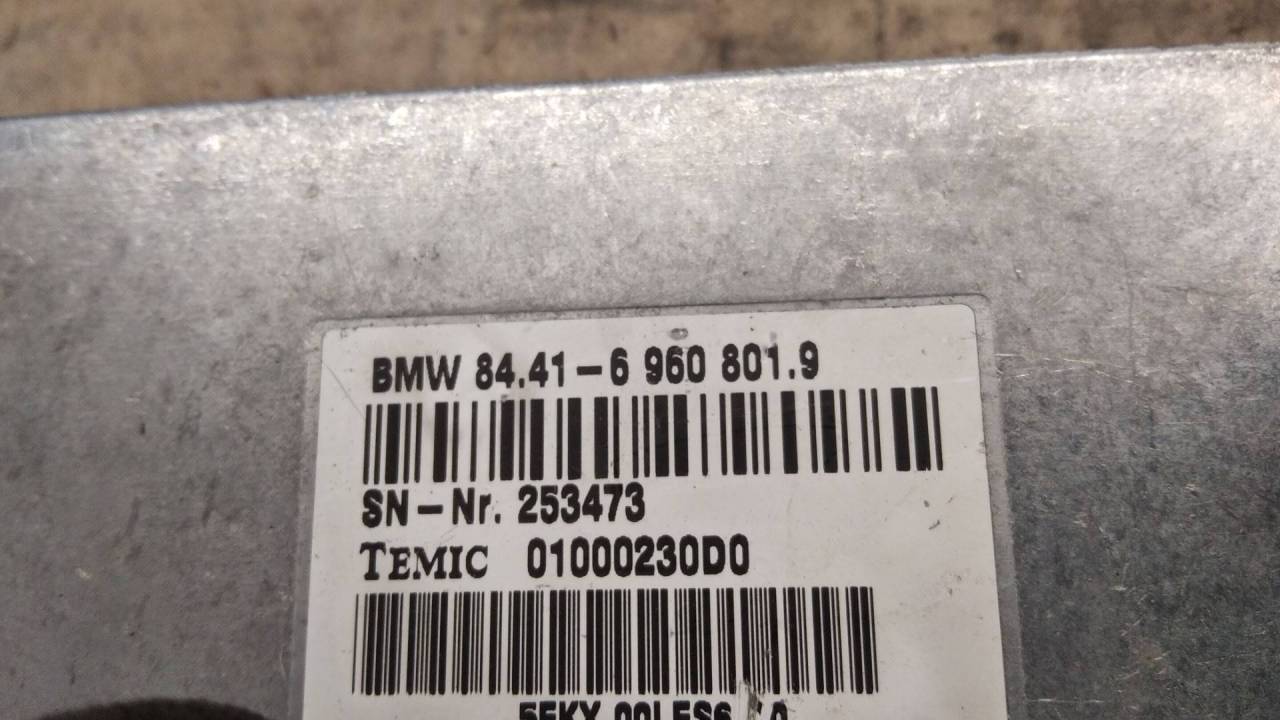 BMW 84.41-6 960 801.9
SN-Nr. 253473
TEMIC 01000230D0